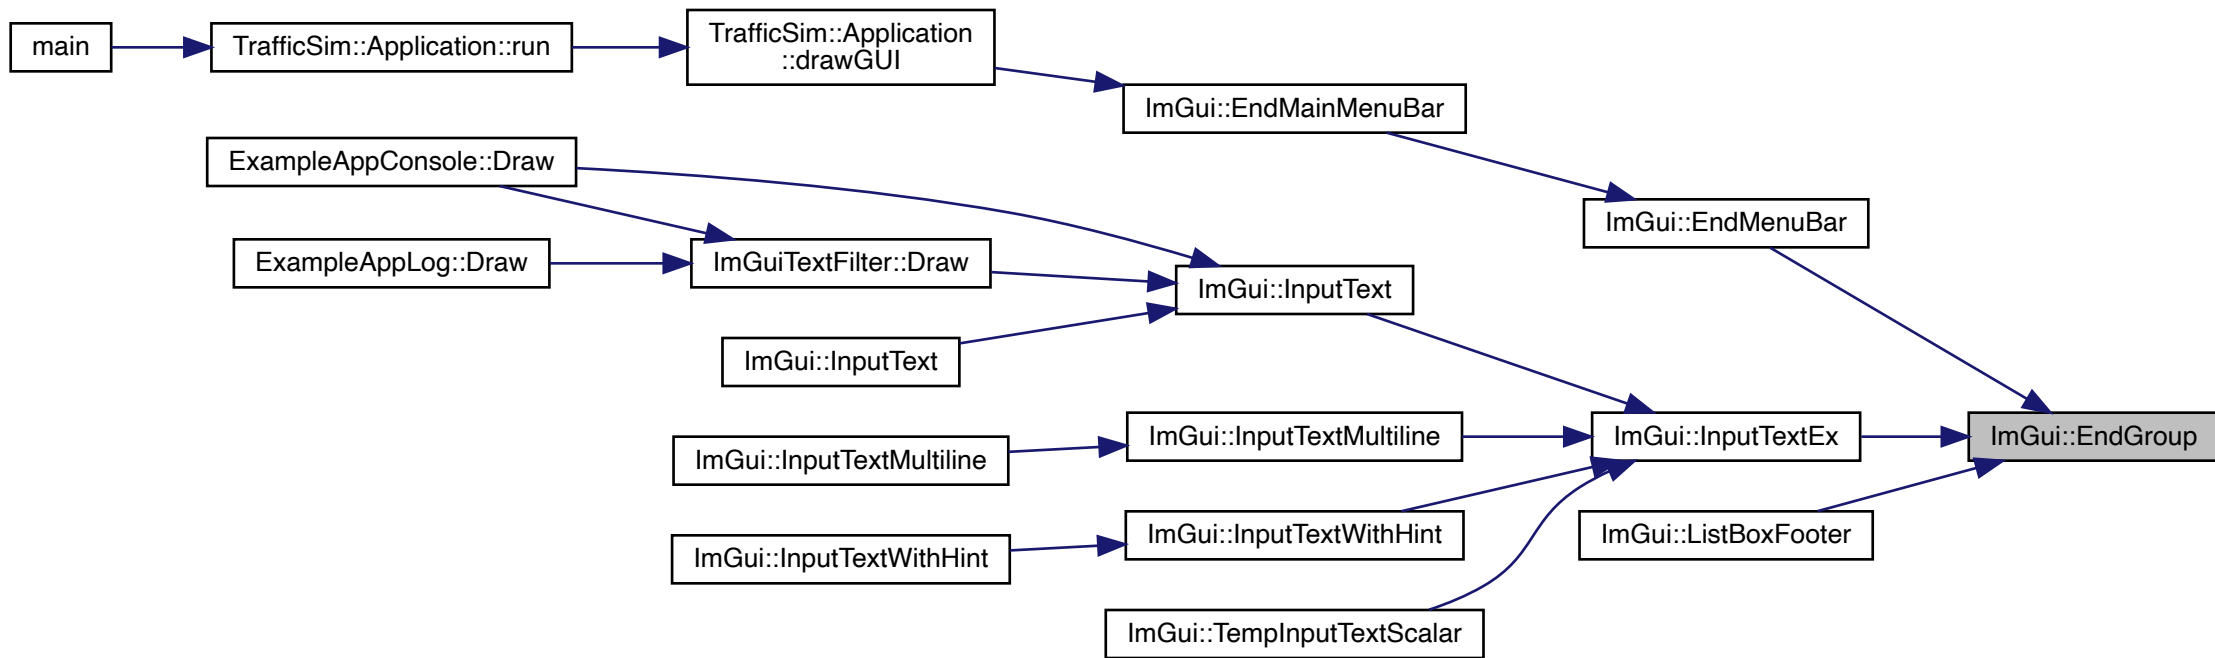 main
TrafficSim::Application::run
TrafficSim::Application
::drawGUI
ImGui::EndMainMenuBar
ExampleAppConsole::Draw
ImGui::EndMenuBar
ExampleAppLog::Draw
ImGuiTextFilter::Draw
ImGui::InputText
ImGui::InputText
ImGui::InputTextMultiline
ImGui::InputTextMultiline
ImGui::InputTextEx
ImGui::EndGroup
ImGui::InputTextWithHint
ImGui::InputTextWithHint
ImGui::ListBoxFooter
ImGui::TempInputTextScalar